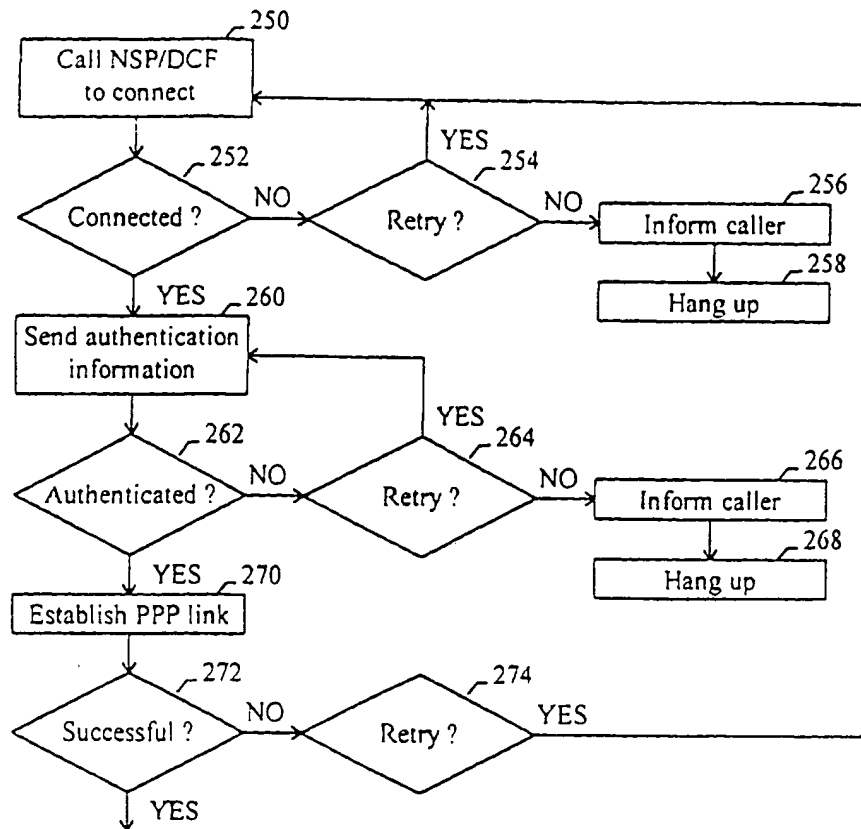 250
Call NSP/DCF
to connect
YES
252
254
256
Connected ?
NO
Retry ?
NO
Inform caller
258
YES
260
Hang up
Send authentication
information
YES
262
264
266
Authenticated ?
NO
Retry ?
NO
Inform caller
268
YES
270
Hang up
Establish PPP link
272
274
Successful ?
NO
Retry ?
YES
YES